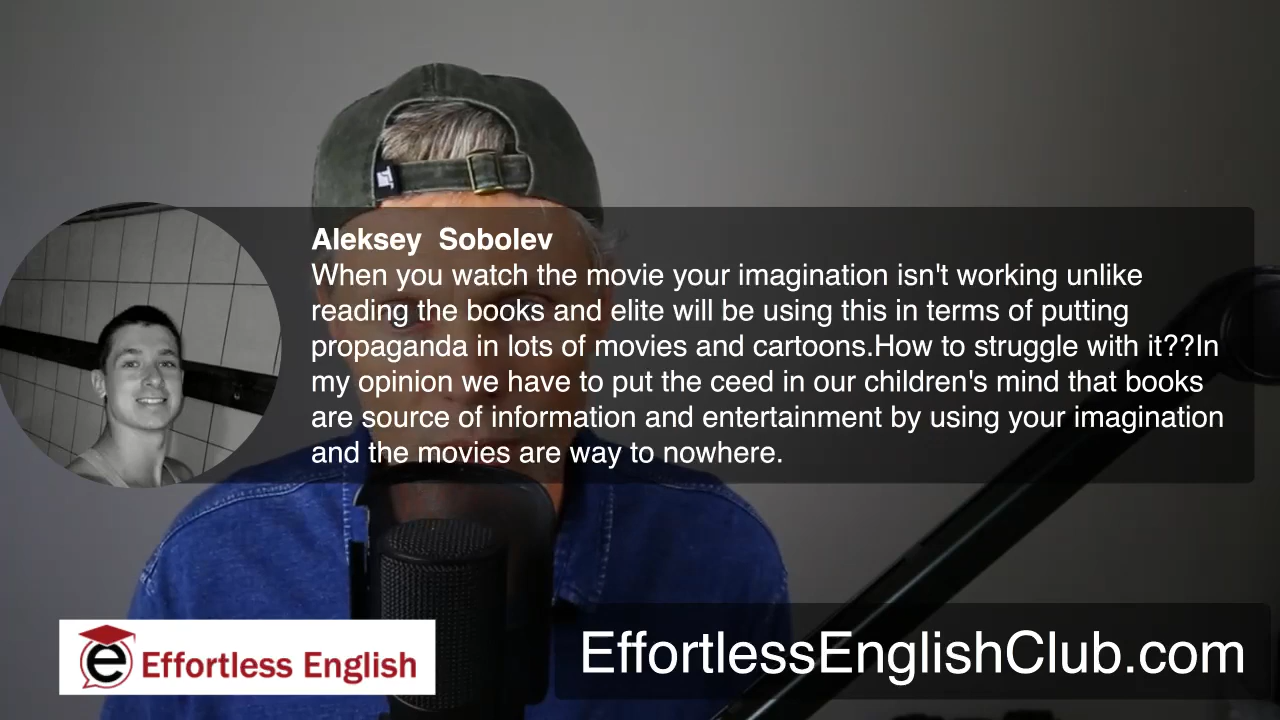 Aleksey Sobolev
When you watch the movie your imagination isn't working unlike
reading the books and elite will be using this in terms of putting
propaganda in lots of movies and cartoons.How to struggle with it??In
my opinion we have to put the ceed in our children's mind that books
are source of information and entertainment by using your imagination
and the movies are way to nowhere.
e Effortless English
EffortlessEnglishClub.com